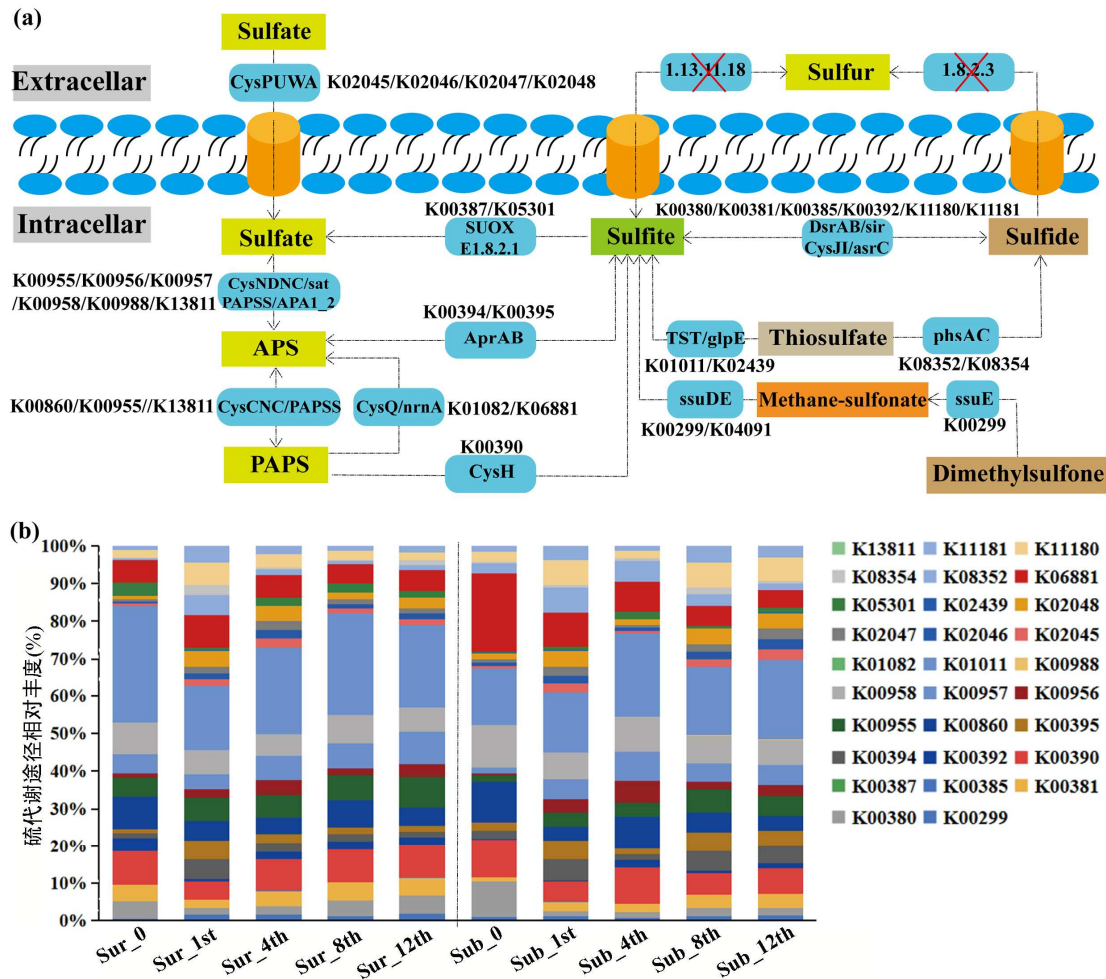 (a)
Sulfate
Extracellar
CysPUWA
K02045/K02046/K02047/K02048
1.13.11.18
Sulfur
1.8.2.3
Intracellar
K00387/K05301
K00380/K00381/K00385/K00392/K11180/K11181
Sulfate
SUOX
E1.8.2.1
Sulfite
DsrAB/sir
CysJI/asrC
Sulfide
K00955/K00956/K00957
/K00958/K00988/K13811
CysNDNC/sat
PAPSS/APA1_2
K00394/K00395
APS
AprAB
TST/glpE
Thiosulfate
phsAC
K01011/K02439
K08352/K08354
K00860/K00955//K13811
CysCNC/PAPSS
CysQ/nrnA
K01082/K06881
ssuDE
Methane-sulfonate
ssuE
K00299/K04091
K00299
K00390
PAPS
CysH
Dimethylsulfone
(b)
硫代谢途径相对丰度(%)
100%
90%
80%
70%
60%
50%
40%
30%
20%
10%
0%
Sur_0
Sur_1st
Sur_4th
Sur_8th
Sur_12th
Sub_0
Sub_1st
Sub_4th
Sub_8th
Sub_12th
K13811 K11181 K11180
K08354 K08352 K06881
K05301 K02439 K02048
K02047 K02046 K02045
K01082 K01011 K00988
K00958 K00957 K00956
K00955 K00860 K00395
K00394 K00392 K00390
K00387 K00385 K00381
K00380 K00299